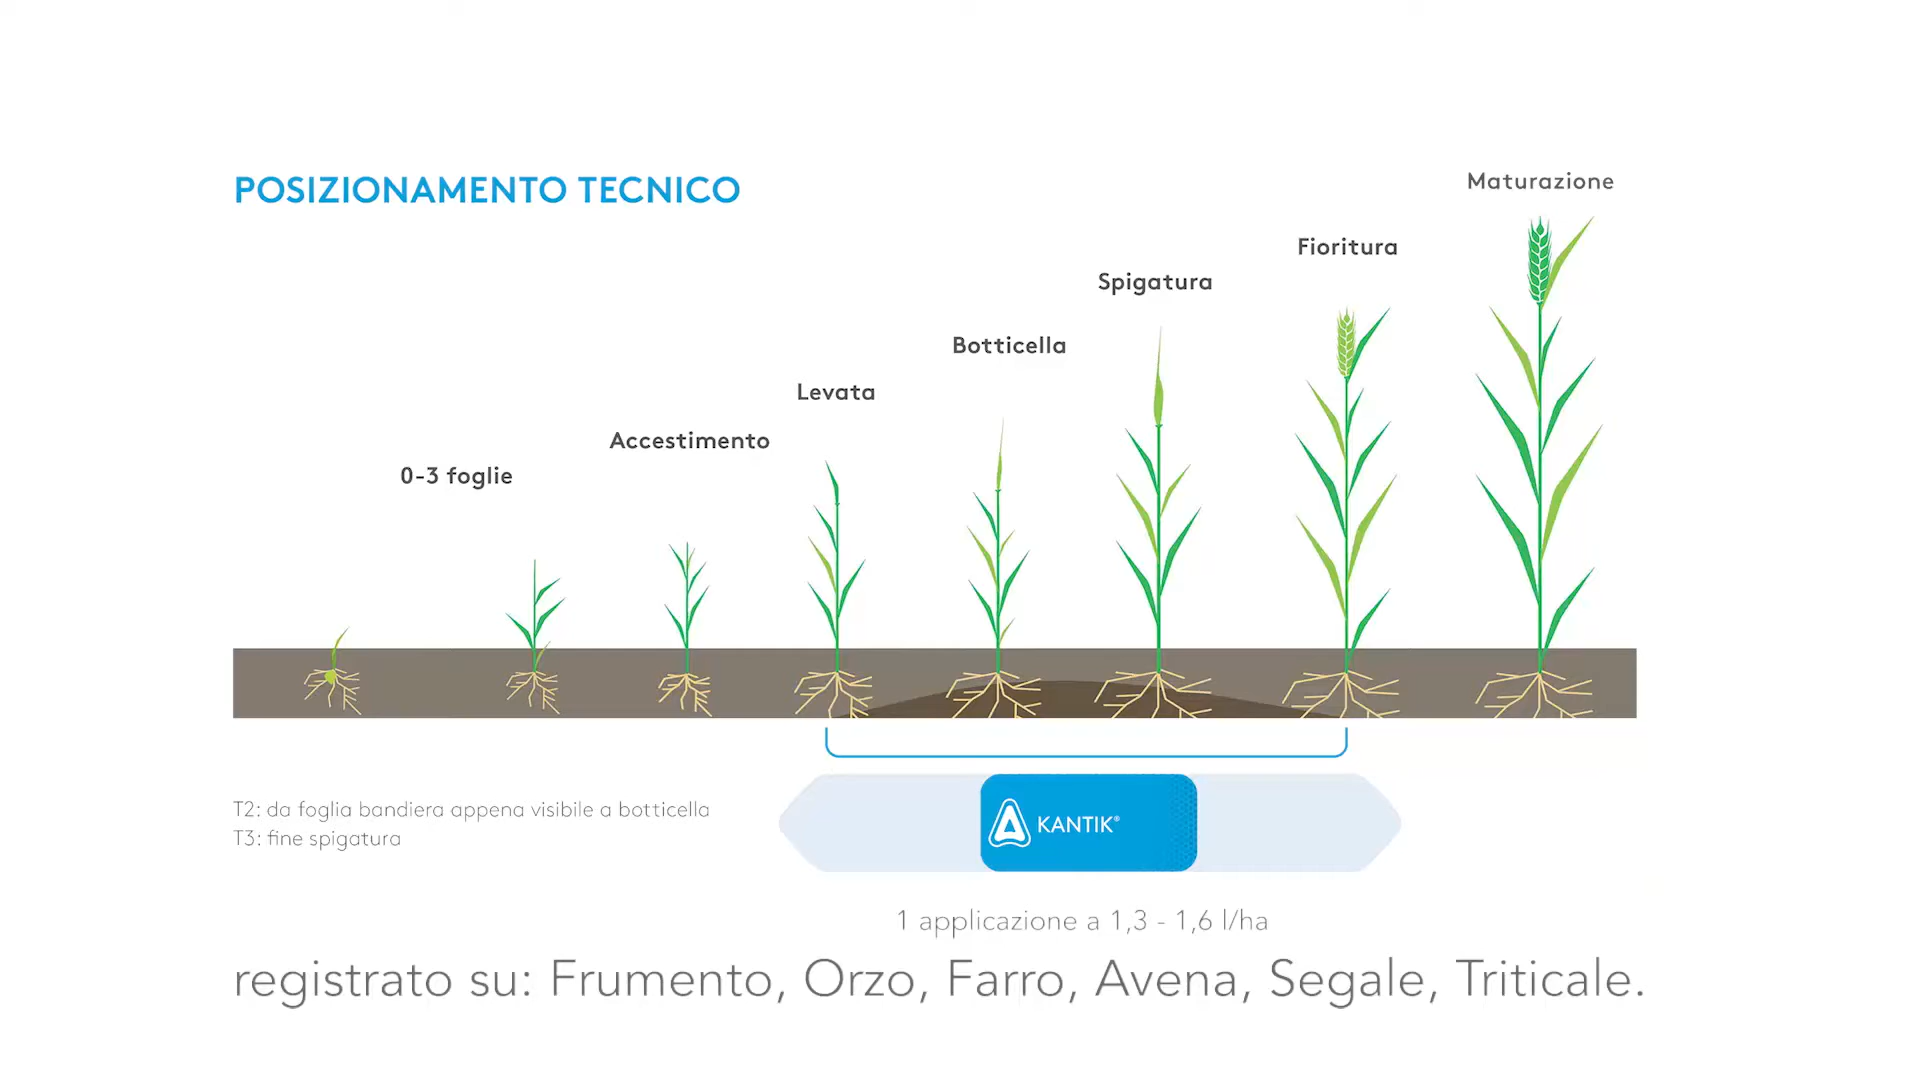 POSIZIONAMENTO TECNICO
Maturazione
Fioritura
Spigatura
Botticella
Levata
Accestimento
0-3 foglie
T2: da foglia bandiera appena visibile a botticella
T3: fine spigatura
KANTIK®
1 applicazione a 1,3 - 1,6 l/ha
registrato su: Frumento, Orzo, Farro, Avena, Segale, Triticale.